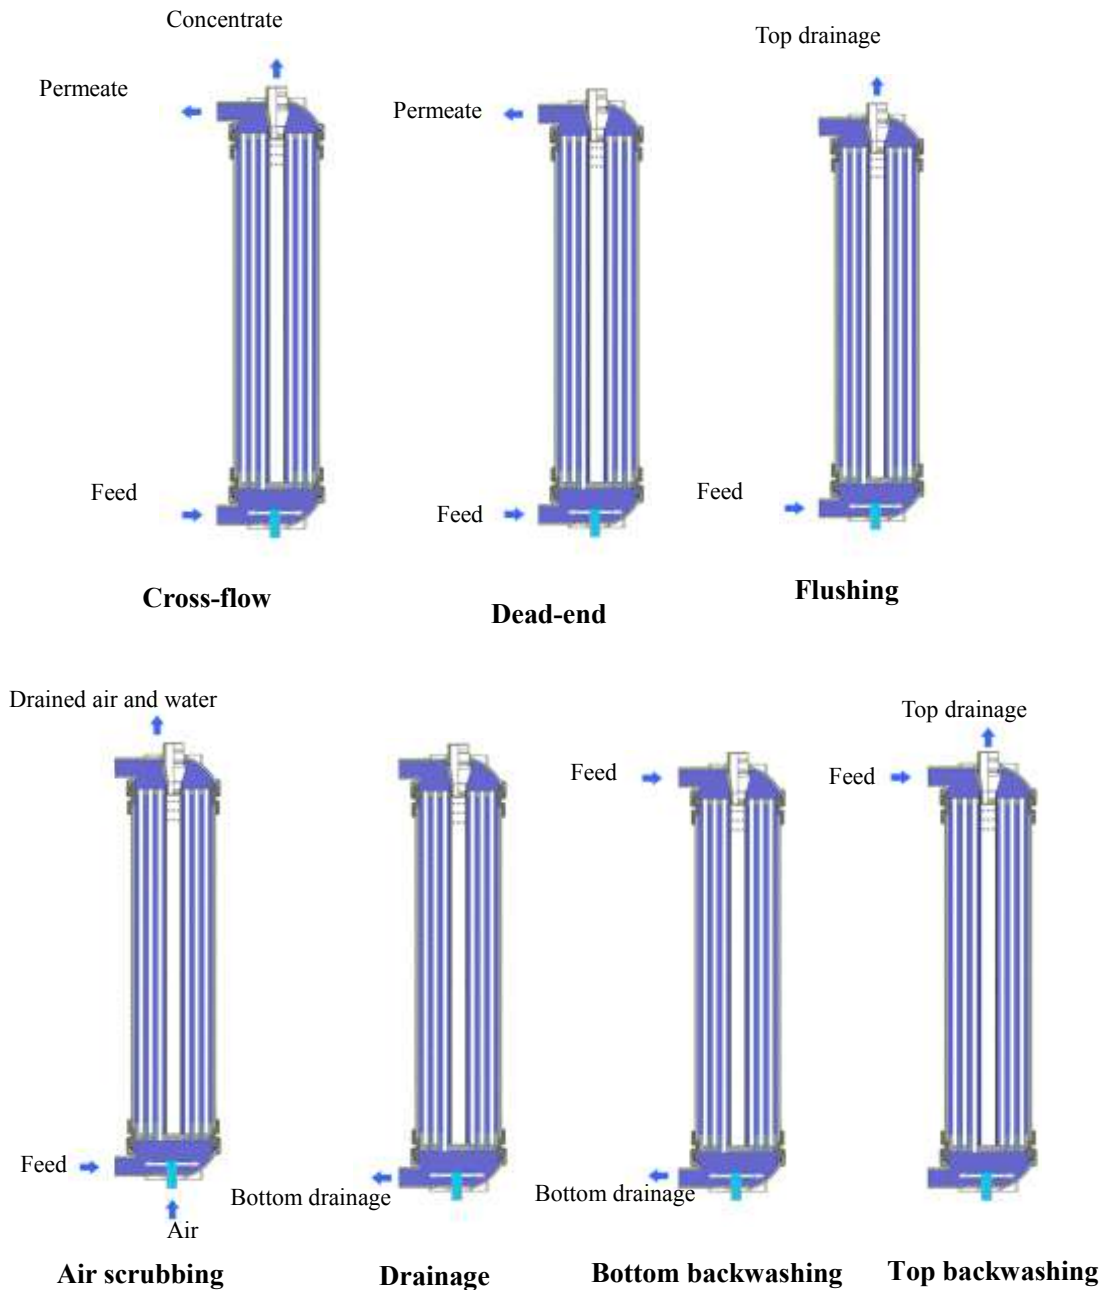 Concentrate
Permeate
Feed
Cross-flow
Permeate
Feed
Dead-end
Top drainage
Feed
Flushing
Drained air and water
Feed
Air
Air scrubbing
Bottom drainage
Drainage
Feed
Bottom drainage
Bottom backwashing
Top drainage
Feed
Top backwashing